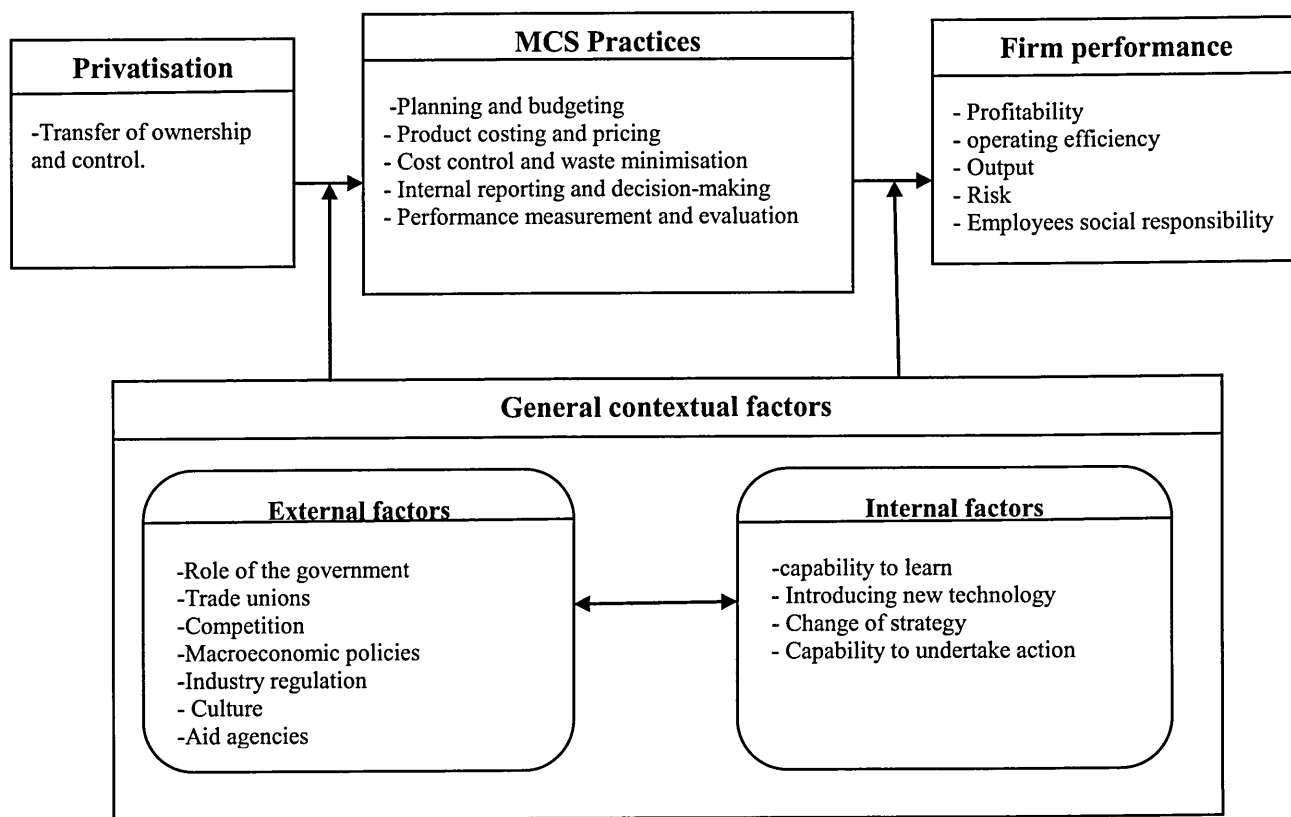 Privatisation
-Transfer of ownership
and control.
MCS Practices
-Planning and budgeting
- Product costing and pricing
- Cost control and waste minimisation
- Internal reporting and decision-making
- Performance measurement and evaluation
Firm performance
- Profitability
- operating efficiency
- Output
- Risk
- Employees social responsibility
General contextual factors
External factors
-Role of the government
-Trade unions
-Competition
-Macroeconomic policies
-Industry regulation
- Culture
-Aid agencies
Internal factors
-capability to learn
- Introducing new technology
- Change of strategy
- Capability to undertake action